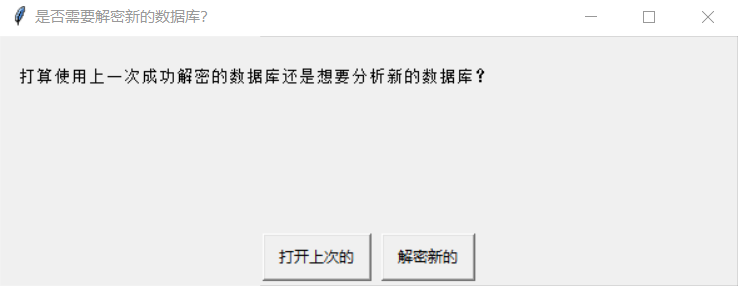 是否需要解密新的数据库?
打算使用上一次成功解密的数据库还是想要分析新的数据库？
打开上次的
解密新的